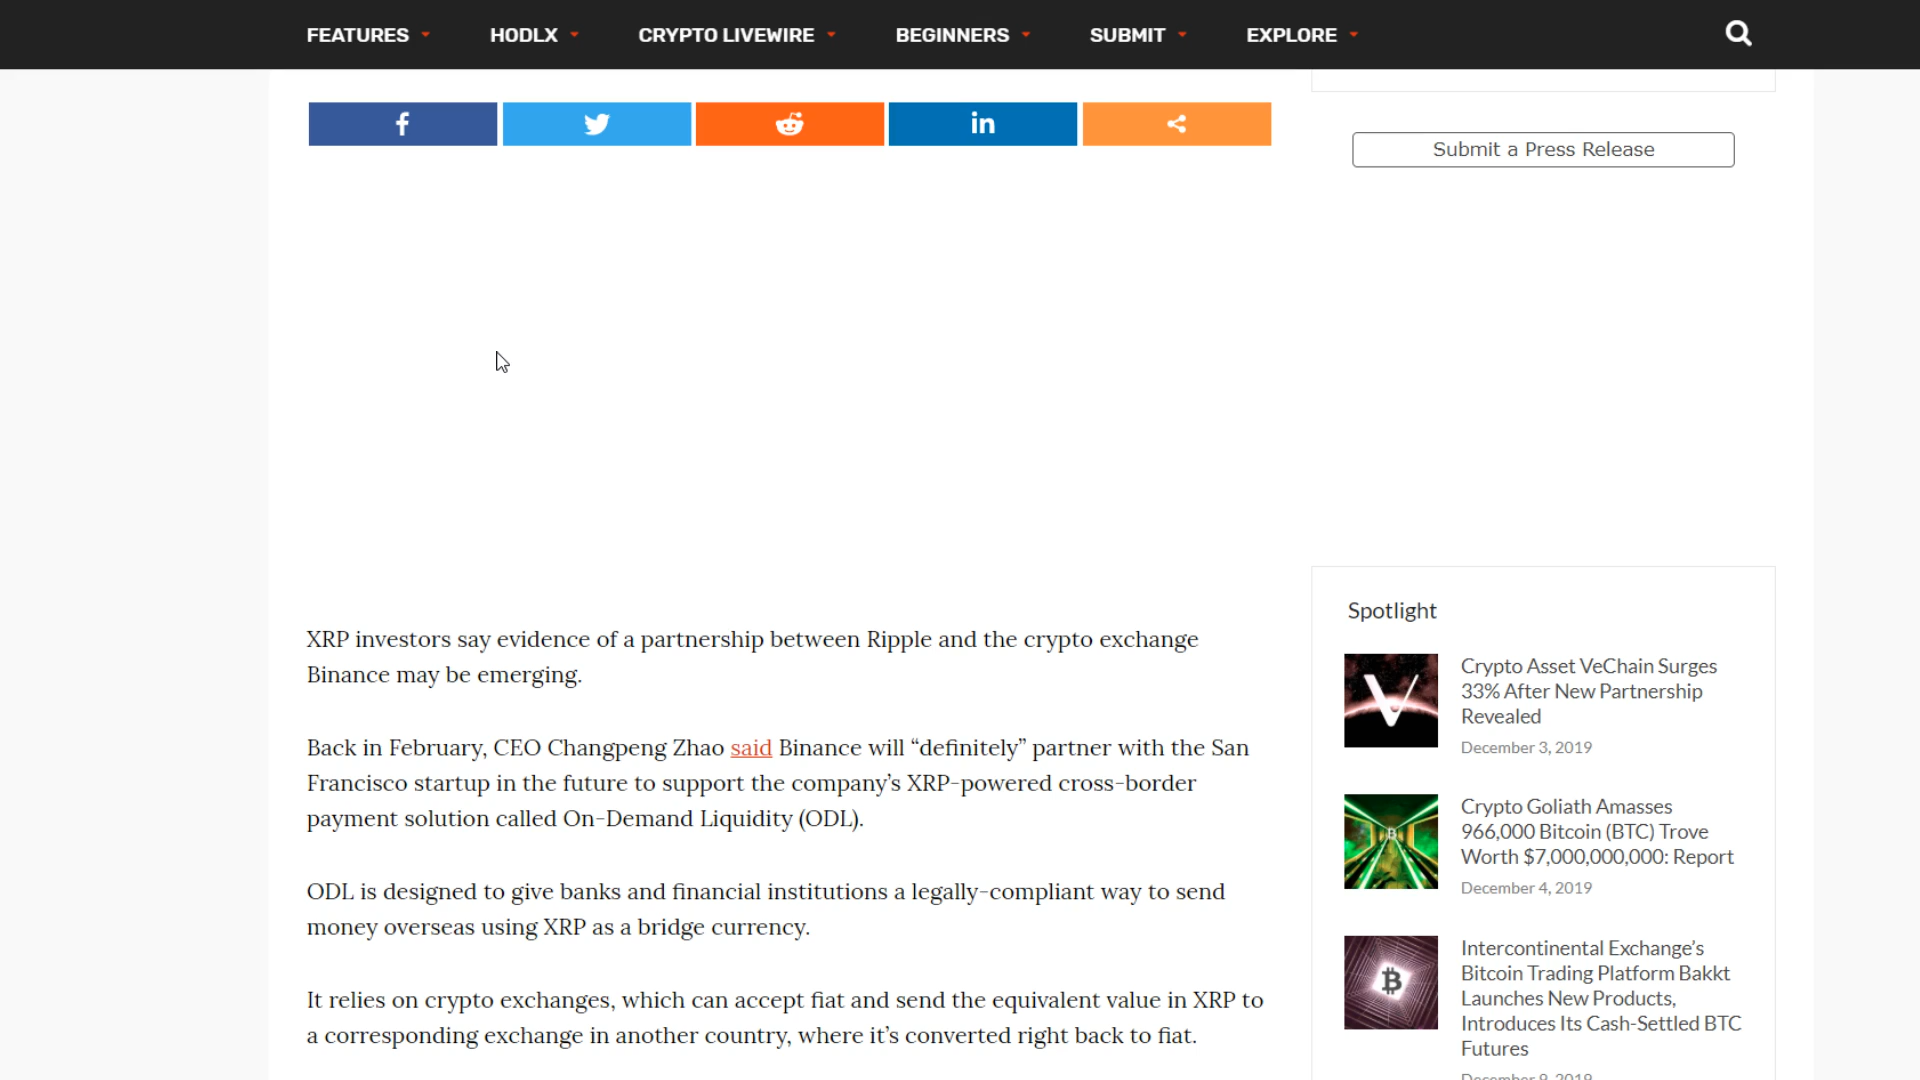 FEATURES HODLX CRYPTO LIVEWIRE BEGINNERS SUBMIT EXPLORE
Submit a Press Release
XRP investors say evidence of a partnership between Ripple and the crypto exchange
Binance may be emerging.
Back in February, CEO Changpeng Zhao said Binance will “definitely” partner with the San
Francisco startup in the future to support the company’s XRP-powered cross-border
payment solution called On-Demand Liquidity (ODL).
ODL is designed to give banks and financial institutions a legally-compliant way to send
money overseas using XRP as a bridge currency.
It relies on crypto exchanges, which can accept fiat and send the equivalent value in XRP to
a corresponding exchange in another country, where it’s converted right back to fiat.
Spotlight
Crypto Asset VeChain Surges
33% After New Partnership
Revealed
December 3, 2019
Crypto Goliath Amasses
966,000 Bitcoin (BTC) Trove
Worth $7,000,000,000: Report
December 4, 2019
Intercontinental Exchange’s
Bitcoin Trading Platform Bakkt
Launches New Products,
Introduces Its Cash-Settled BTC
Futures
December 9, 2019